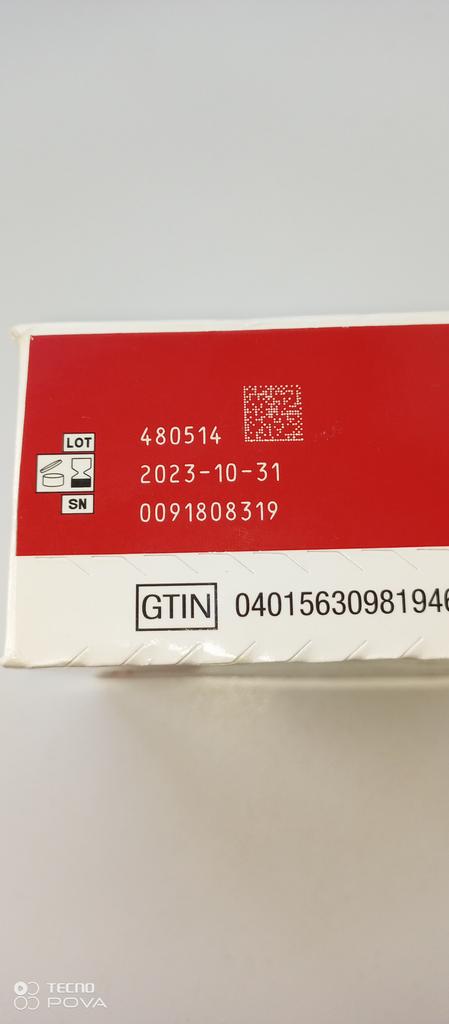 LOT 480514
2023-10-31
SN 0091808319
GTIN 04015630981946
TECNO
POVA